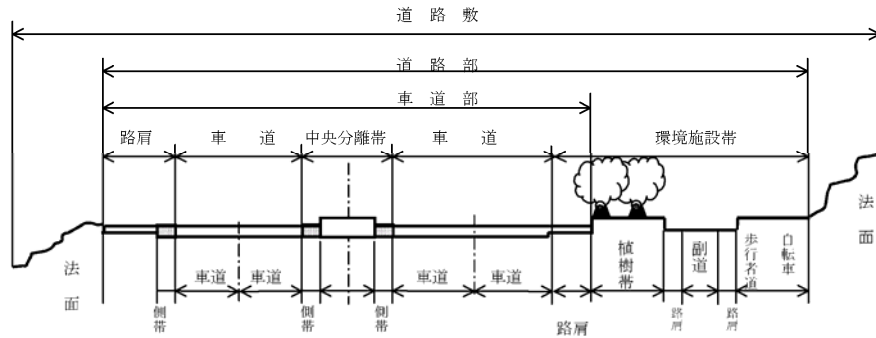 道 路 敷
道 路 部
車 道 部
路肩 車 道 中央分離帯 車 道 環境施設帯
法面
法面
車道 車道 車道 車道 植樹帯 副道 歩行者道 自転車
側帯 側帯 側帯 路肩 路肩 路肩